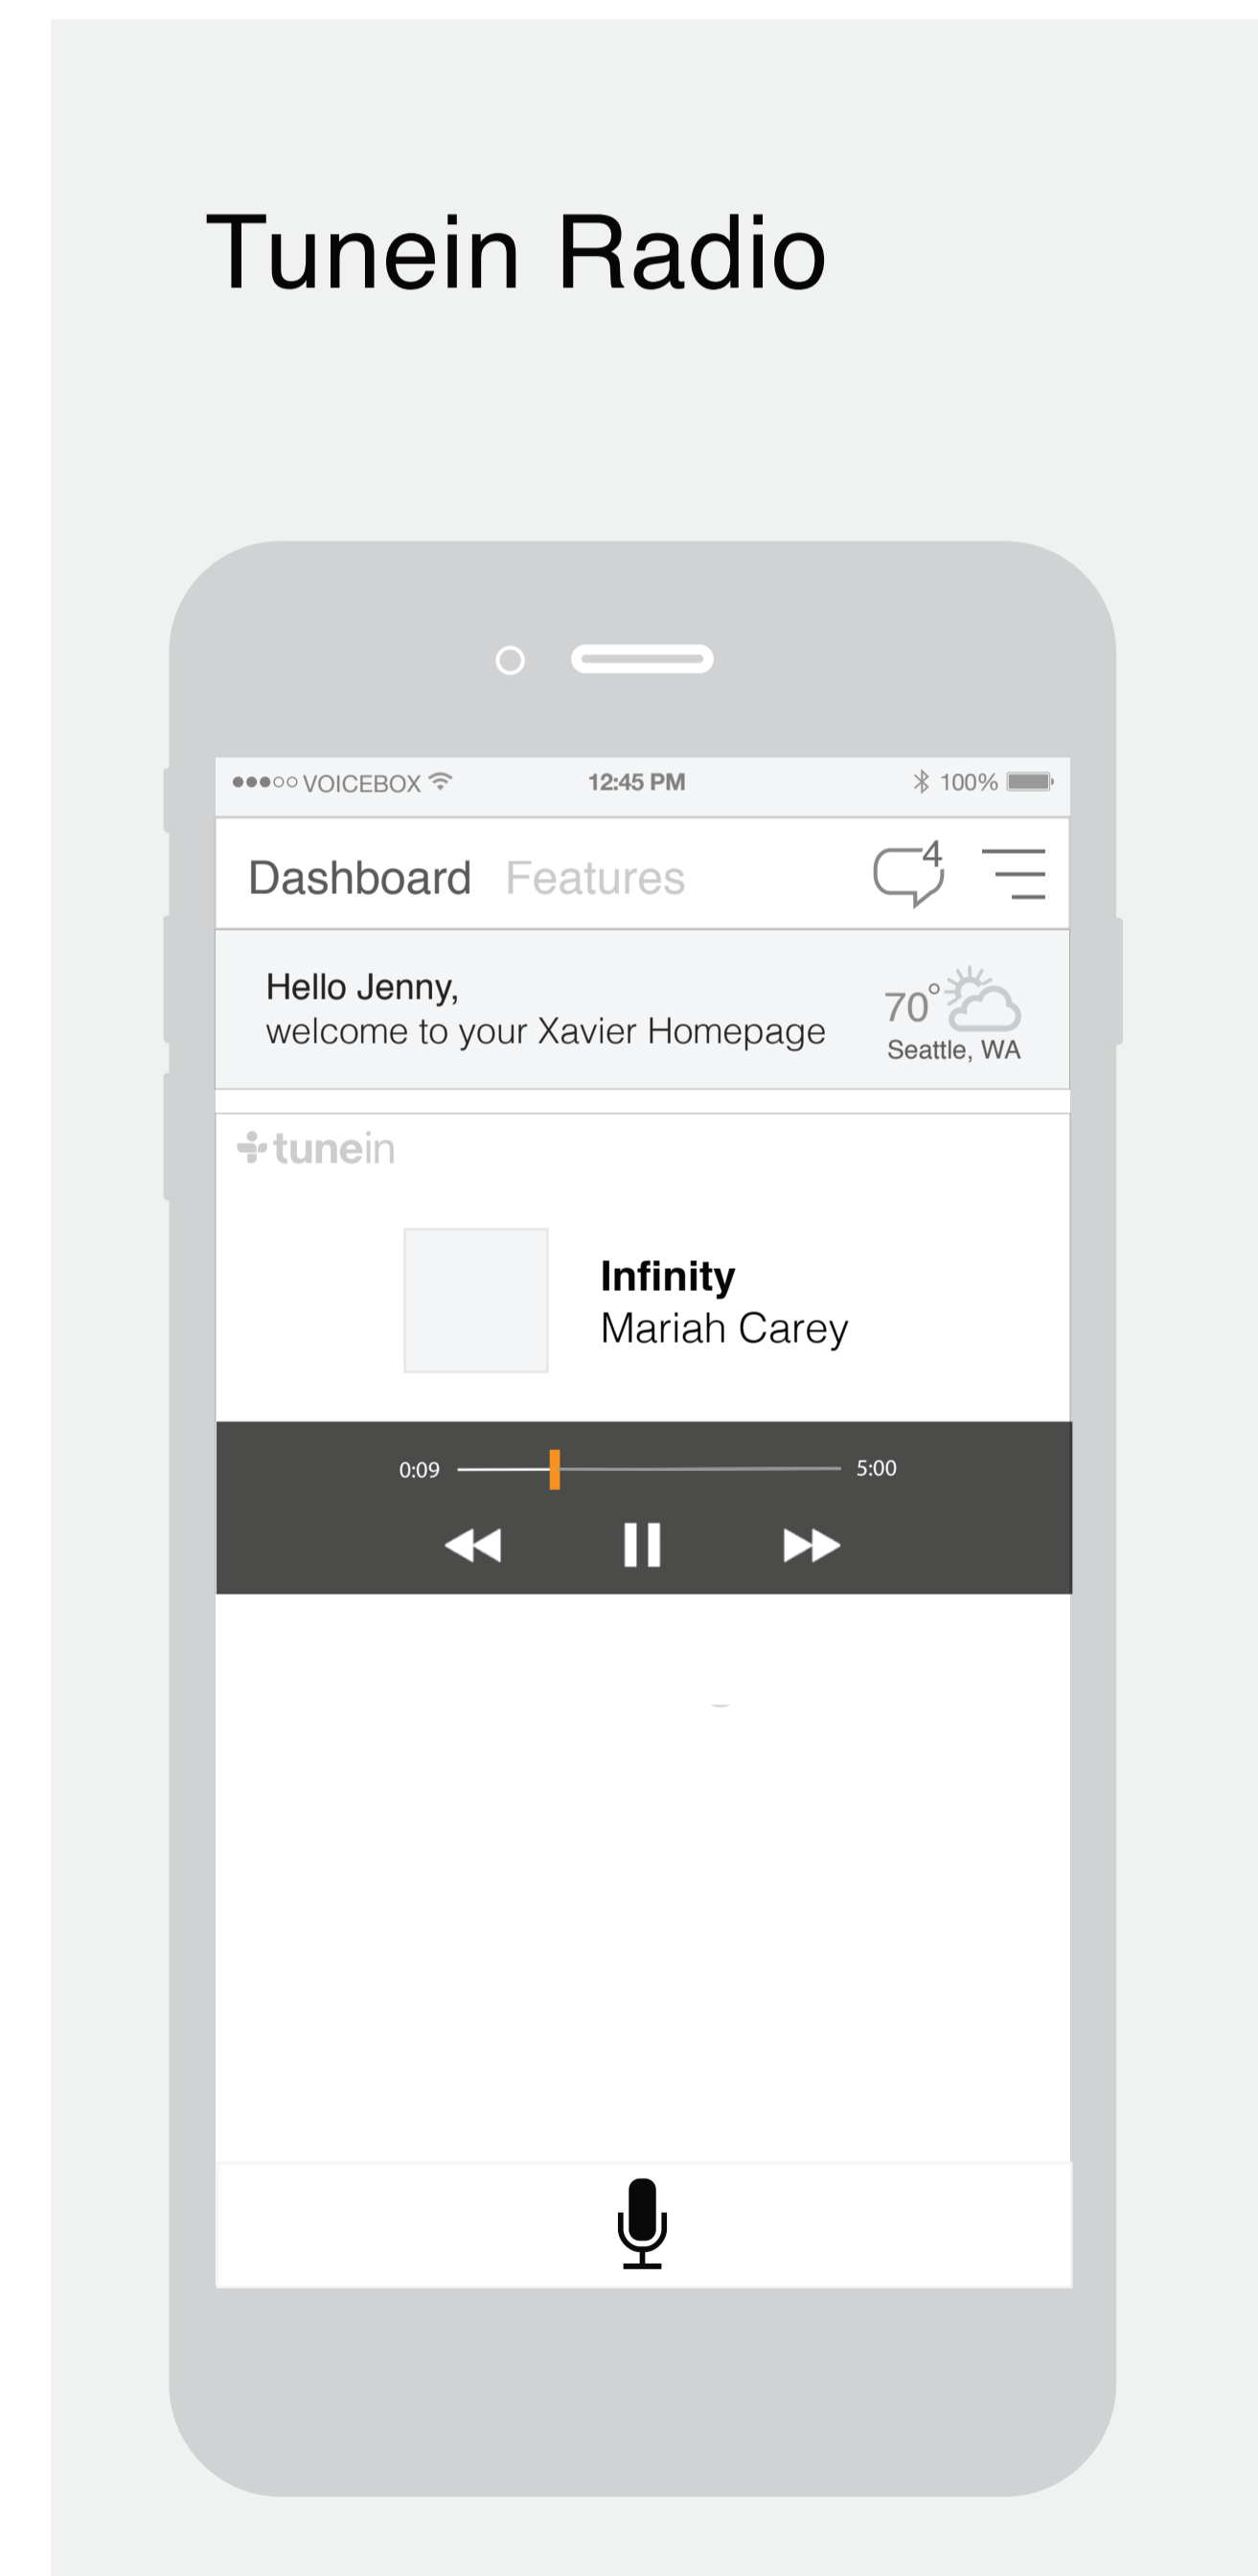 Tunein Radio
VOICEBOX 12:45 PM 100%
Dashboard Features 4
Hello Jenny,
welcome to your Xavier Homepage
70°
Seattle, WA
tunein
Infinity
Mariah Carey
0:09 5:00